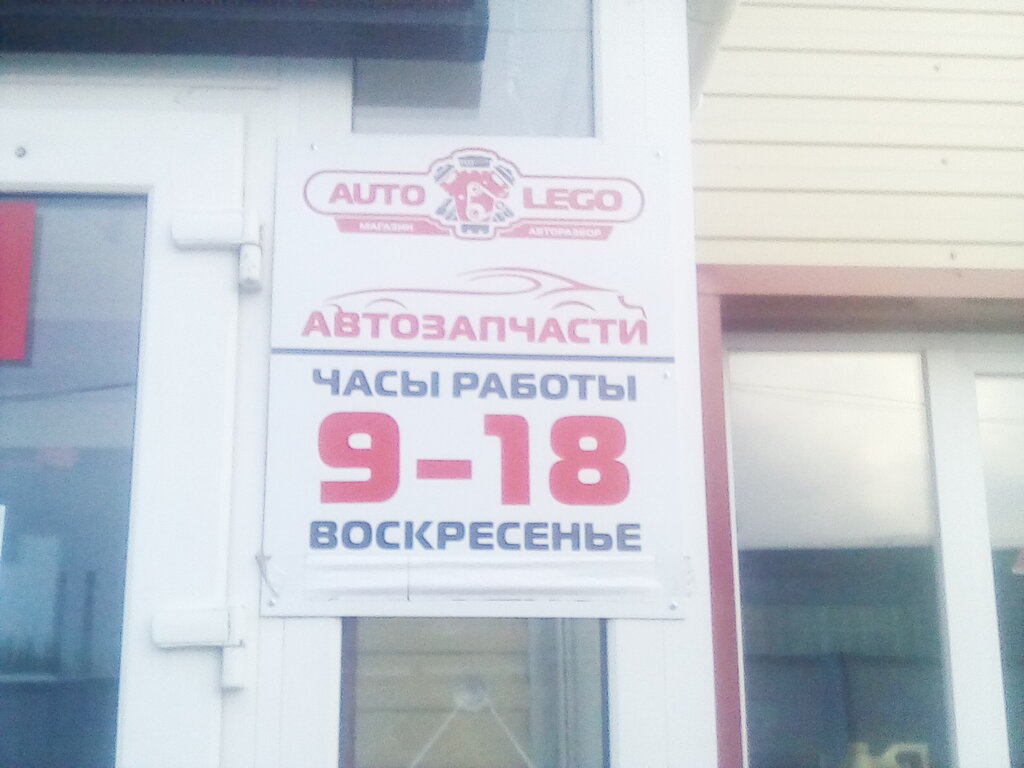 AUTO LEGO
МАГАЗИН АВТОРАЗБОР
АВТОЗАПЧАСТИ
ЧАСЫ РАБОТЫ
9-18
ВОСКРЕСЕНЬЕ